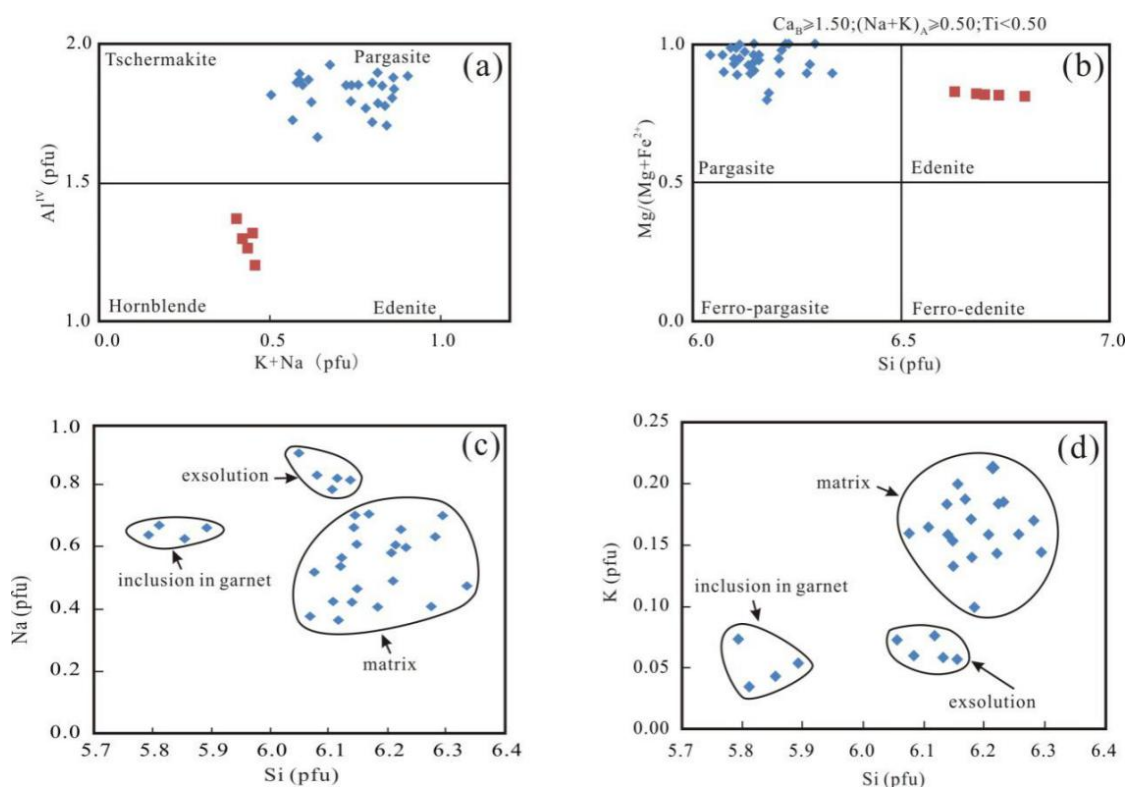 2.0
Tschermakite
Pargasite
(a)
1.5
Al^IV (pfu)
Hornblende
Edenite
1.0
0.0
0.5
1.0
K+Na (pfu)
Ca_B≥1.50;(Na+K)_A≥0.50;Ti<0.50
1.0
(b)
Mg/(Mg+Fe^2+)
Pargasite
Edenite
0.5
Ferro-pargasite
Ferro-edenite
0.0
6.0
6.5
7.0
Si (pfu)
1.0
(c)
exsolution
0.8
0.6
inclusion in garnet
Na (pfu)
0.4
matrix
0.2
0.0
5.7
5.8
5.9
6.0
6.1
6.2
6.3
6.4
Si (pfu)
0.25
(d)
matrix
0.20
0.15
K (pfu)
inclusion in garnet
0.10
0.05
exsolution
0.00
5.7
5.8
5.9
6.0
6.1
6.2
6.3
6.4
Si (pfu)